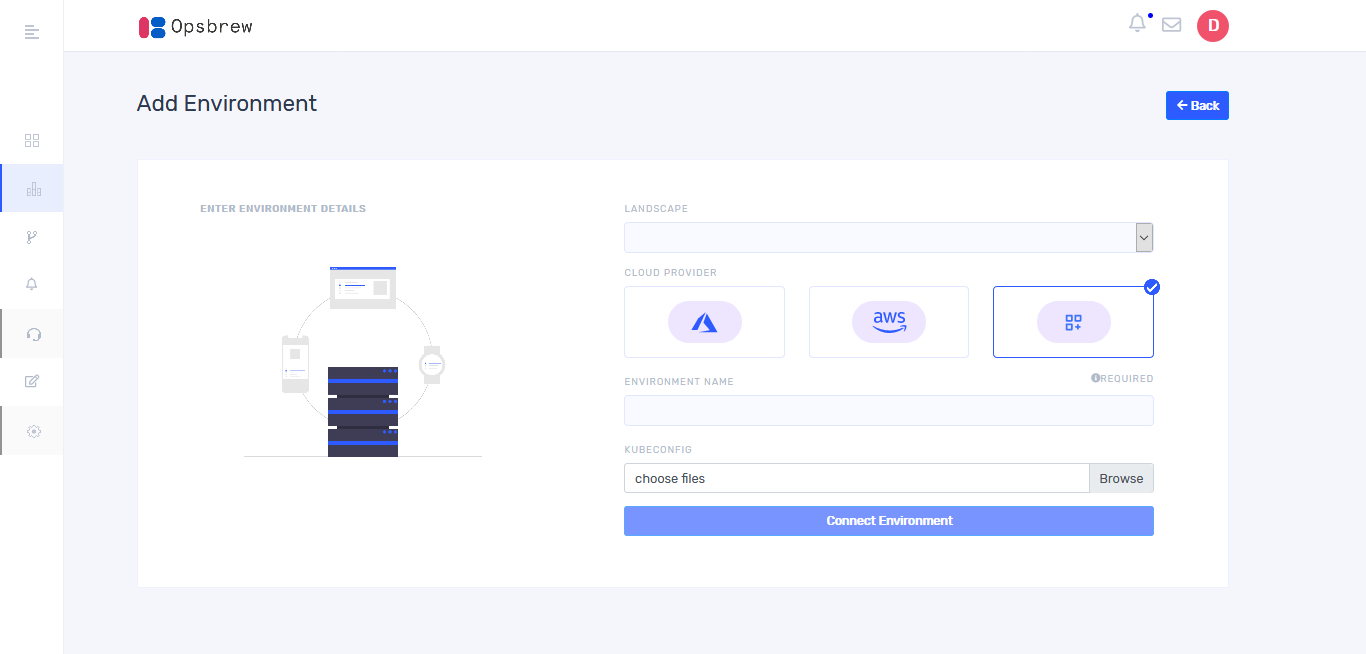 Opsbrew
D
Add Environment
Back
ENTER ENVIRONMENT DETAILS
LANDSCAPE
CLOUD PROVIDER
aws
ENVIRONMENT NAME
REQUIRED
KUBECONFIG
choose files
Browse
Connect Environment